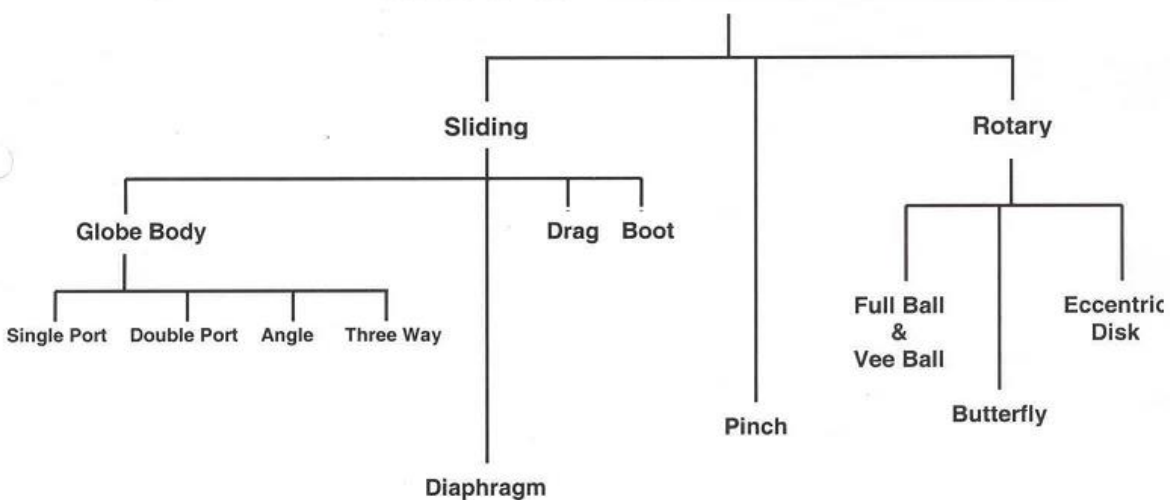 Sliding
Rotary
Globe Body
Drag
Boot
Single Port
Double Port
Angle
Three Way
Full Ball
&
Vee Ball
Eccentric
Disk
Butterfly
Pinch
Diaphragm